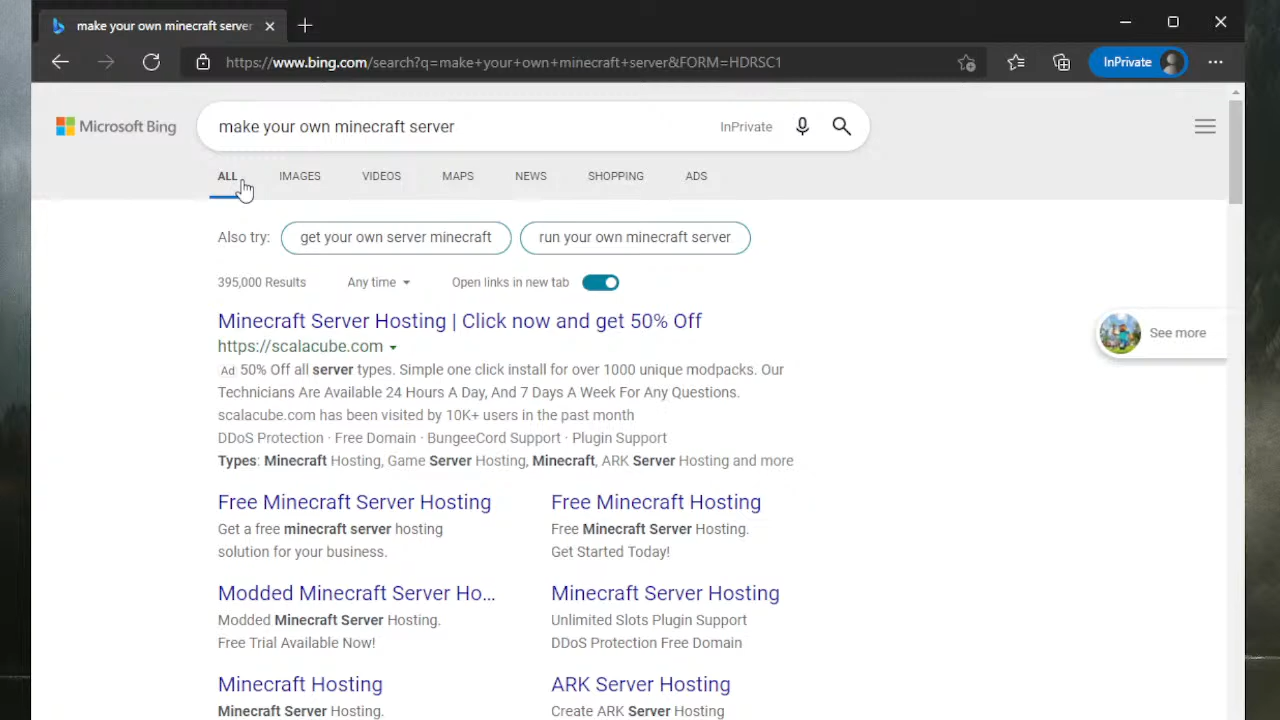 make your own minecraft server
https://www.bing.com/search?q=make+your+own+minecraft+server&FORM=HDRSC1
InPrivate
Microsoft Bing
make your own minecraft server
InPrivate
ALL
IMAGES
VIDEOS
MAPS
NEWS
SHOPPING
ADS
Also try:
get your own server minecraft
run your own minecraft server
395,000 Results
Any time
Open links in new tab
Minecraft Server Hosting | Click now and get 50% Off
https://scalacube.com
Ad 50% Off all server types. Simple one click install for over 1000 unique modpacks. Our
Technicians Are Available 24 Hours A Day, And 7 Days A Week For Any Questions.
scalacube.com has been visited by 10K+ users in the past month
DDoS Protection · Free Domain · BungeeCord Support · Plugin Support
Types: Minecraft Hosting, Game Server Hosting, Minecraft, ARK Server Hosting and more
See more
Free Minecraft Server Hosting
Get a free minecraft server hosting
solution for your business.
Free Minecraft Hosting
Free Minecraft Server Hosting.
Get Started Today!
Modded Minecraft Server Ho...
Modded Minecraft Server Hosting.
Free Trial Available Now!
Minecraft Server Hosting
Unlimited Slots Plugin Support
DDoS Protection Free Domain
Minecraft Hosting
Minecraft Server Hosting.
ARK Server Hosting
Create ARK Server Hosting